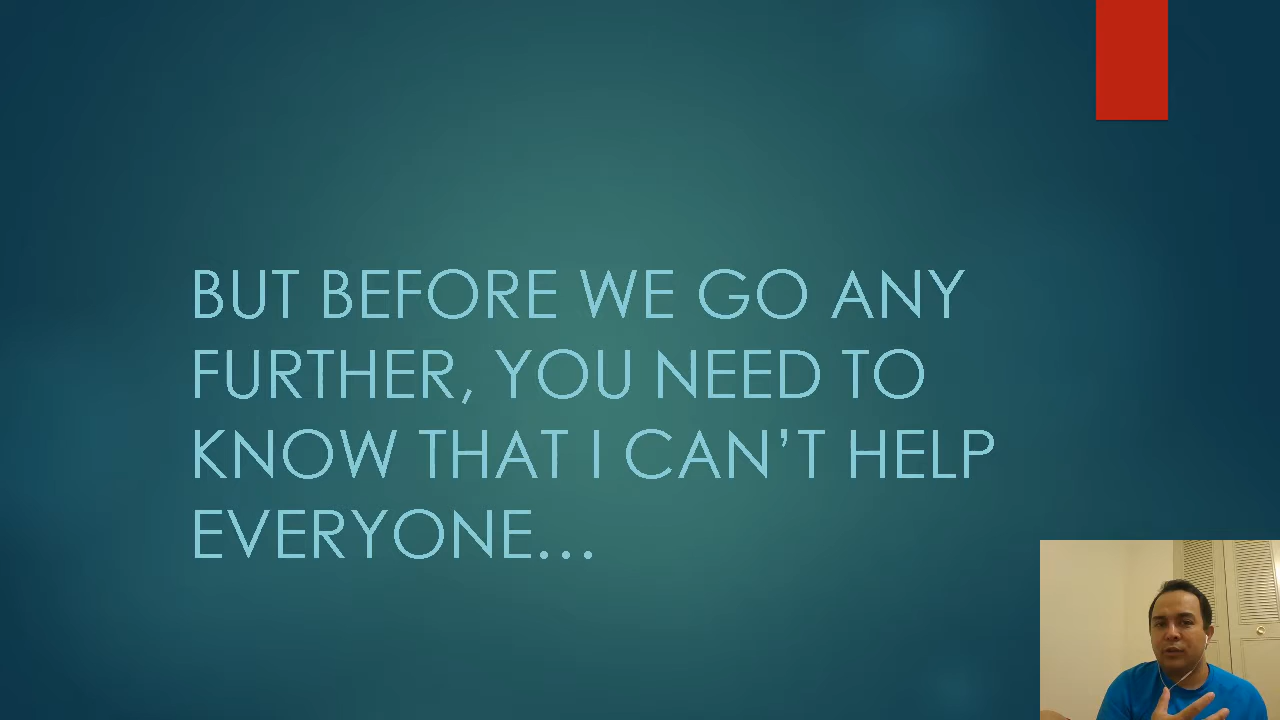 BUT BEFORE WE GO ANY
FURTHER, YOU NEED TO
KNOW THAT I CAN’T HELP
EVERYONE…